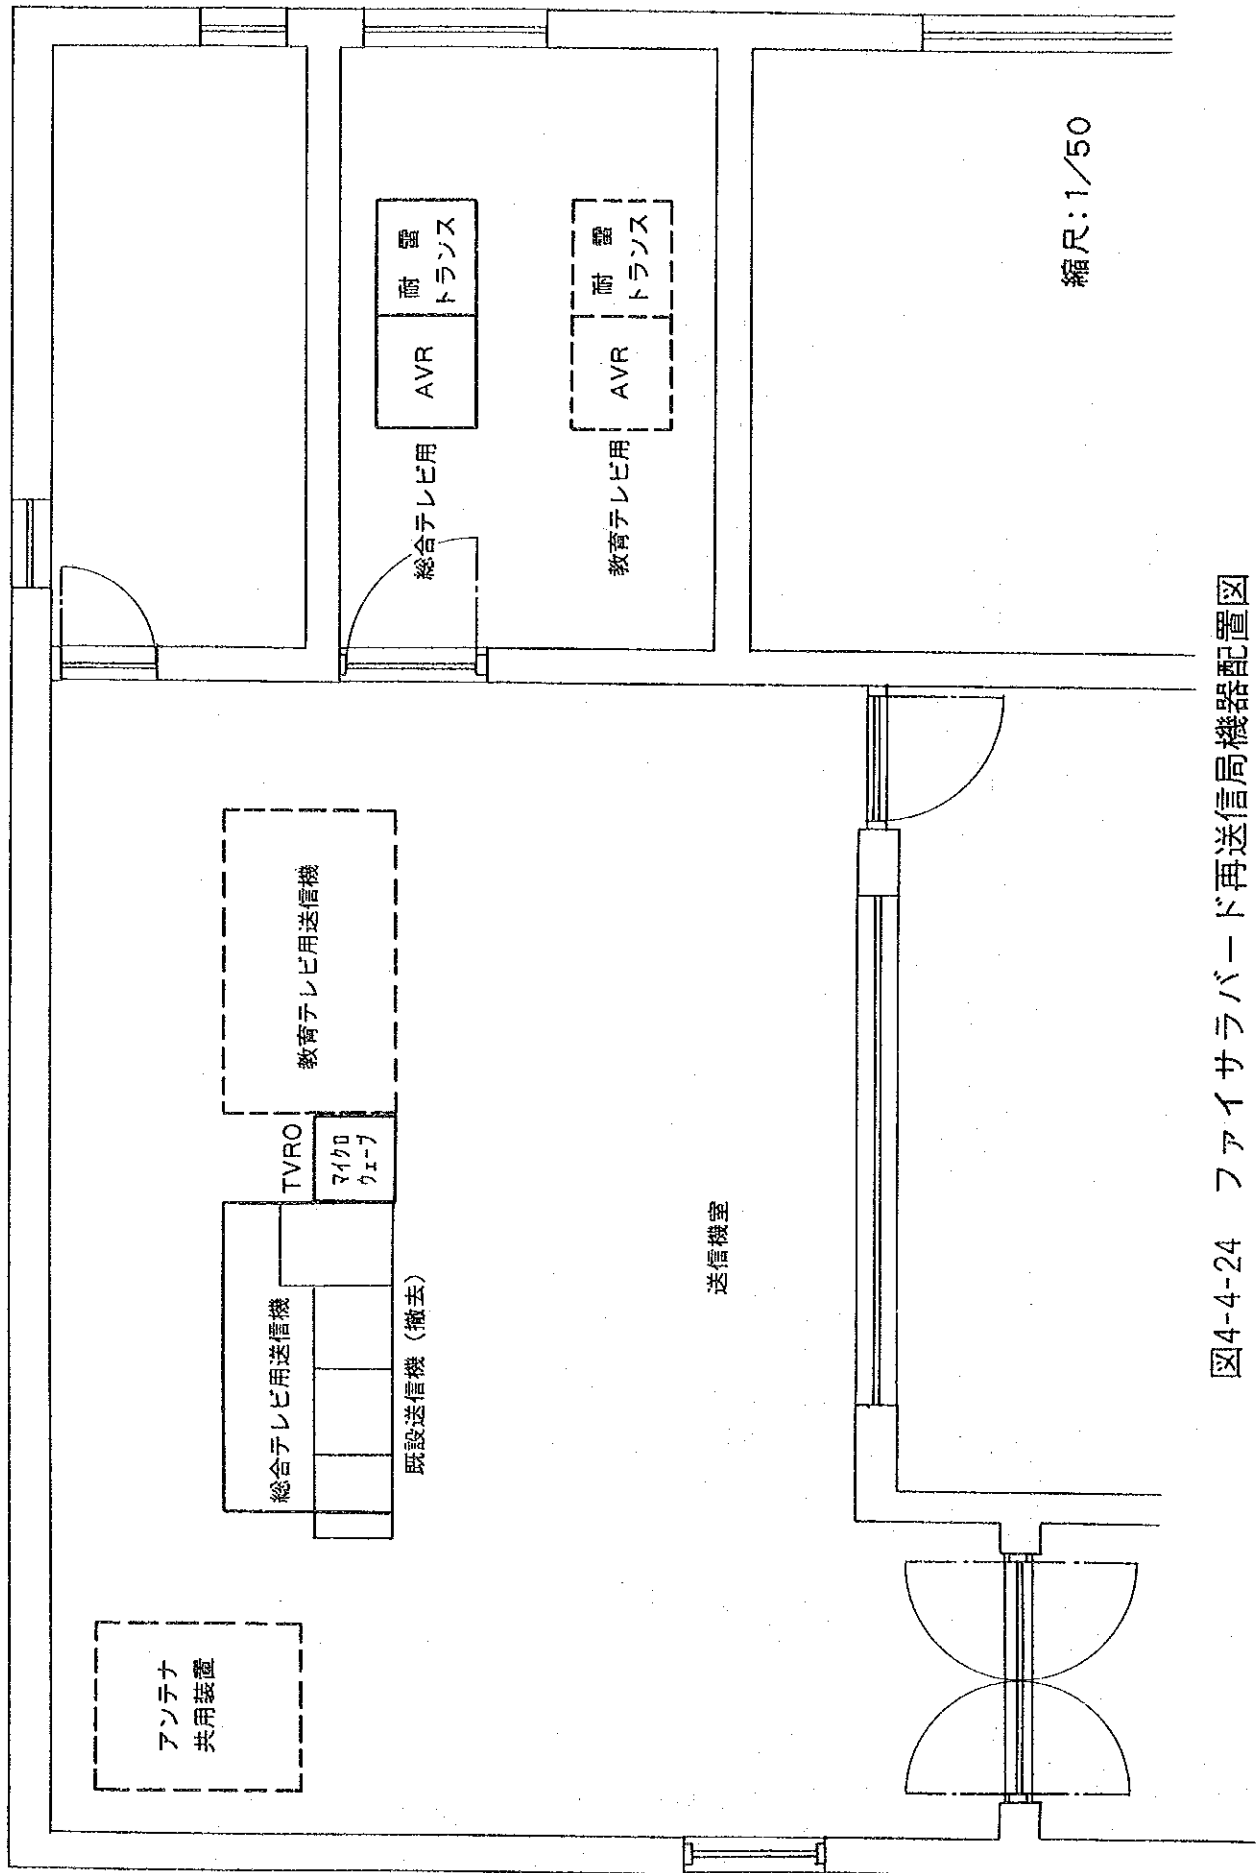 アンテナ
共用装置
総合テレビ用送信機
既設送信機 (撤去)
TVRO
マイクロ
ウェーブ
教育テレビ用送信機
送信機室
総合テレビ用
AVR
耐 雷
トランス
教育テレビ用
AVR
耐 雷
トランス
縮尺:1/50
図4-4-24 ファイサラバード再送信局機器配置図